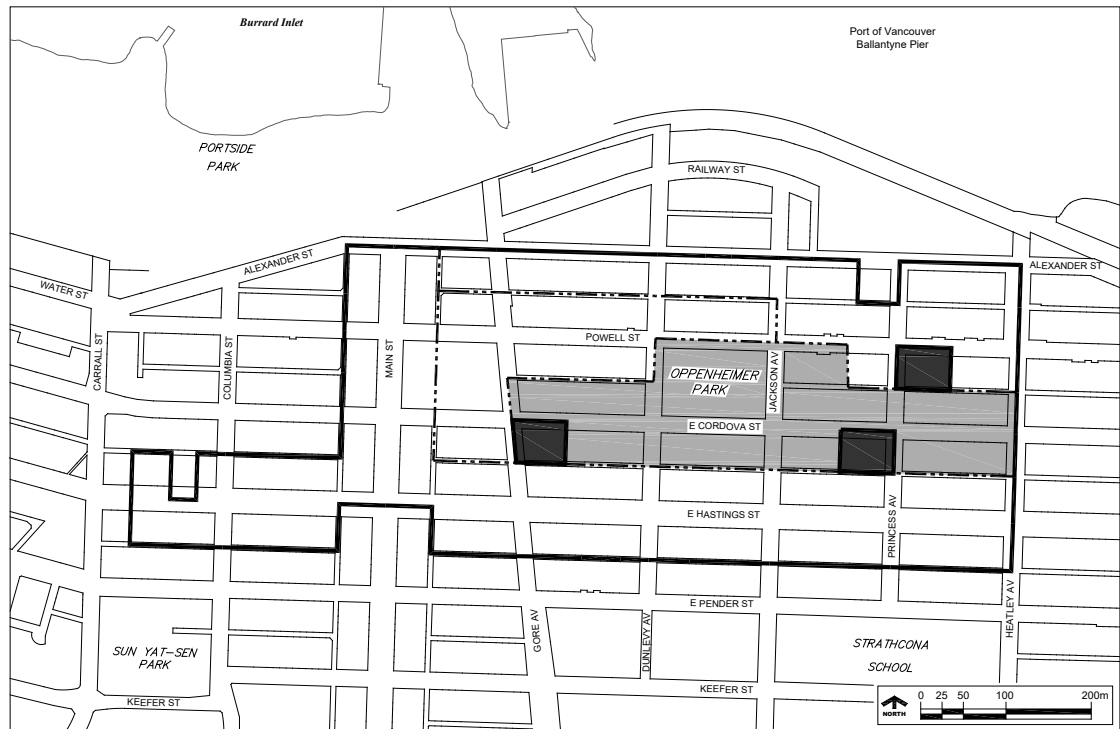 Burrard Inlet
Port of Vancouver
Ballantyne Pier
PORTSIDE
PARK
RAILWAY ST
ALEXANDER ST
ALEXANDER ST
WATER ST
CARRALL ST
COLUMBIA ST
MAIN ST
POWELL ST
OPPENHEIMER
PARK
JACKSON AV
E CORDOVA ST
E HASTINGS ST
PRINCESS AV
E PENDER ST
GORE AV
DUNLEVY AV
HEATLEY AV
STRATHCONA
SCHOOL
SUN YAT-SEN
PARK
KEEFER ST
KEEFER ST
NORTH
0 25 50 100 200m